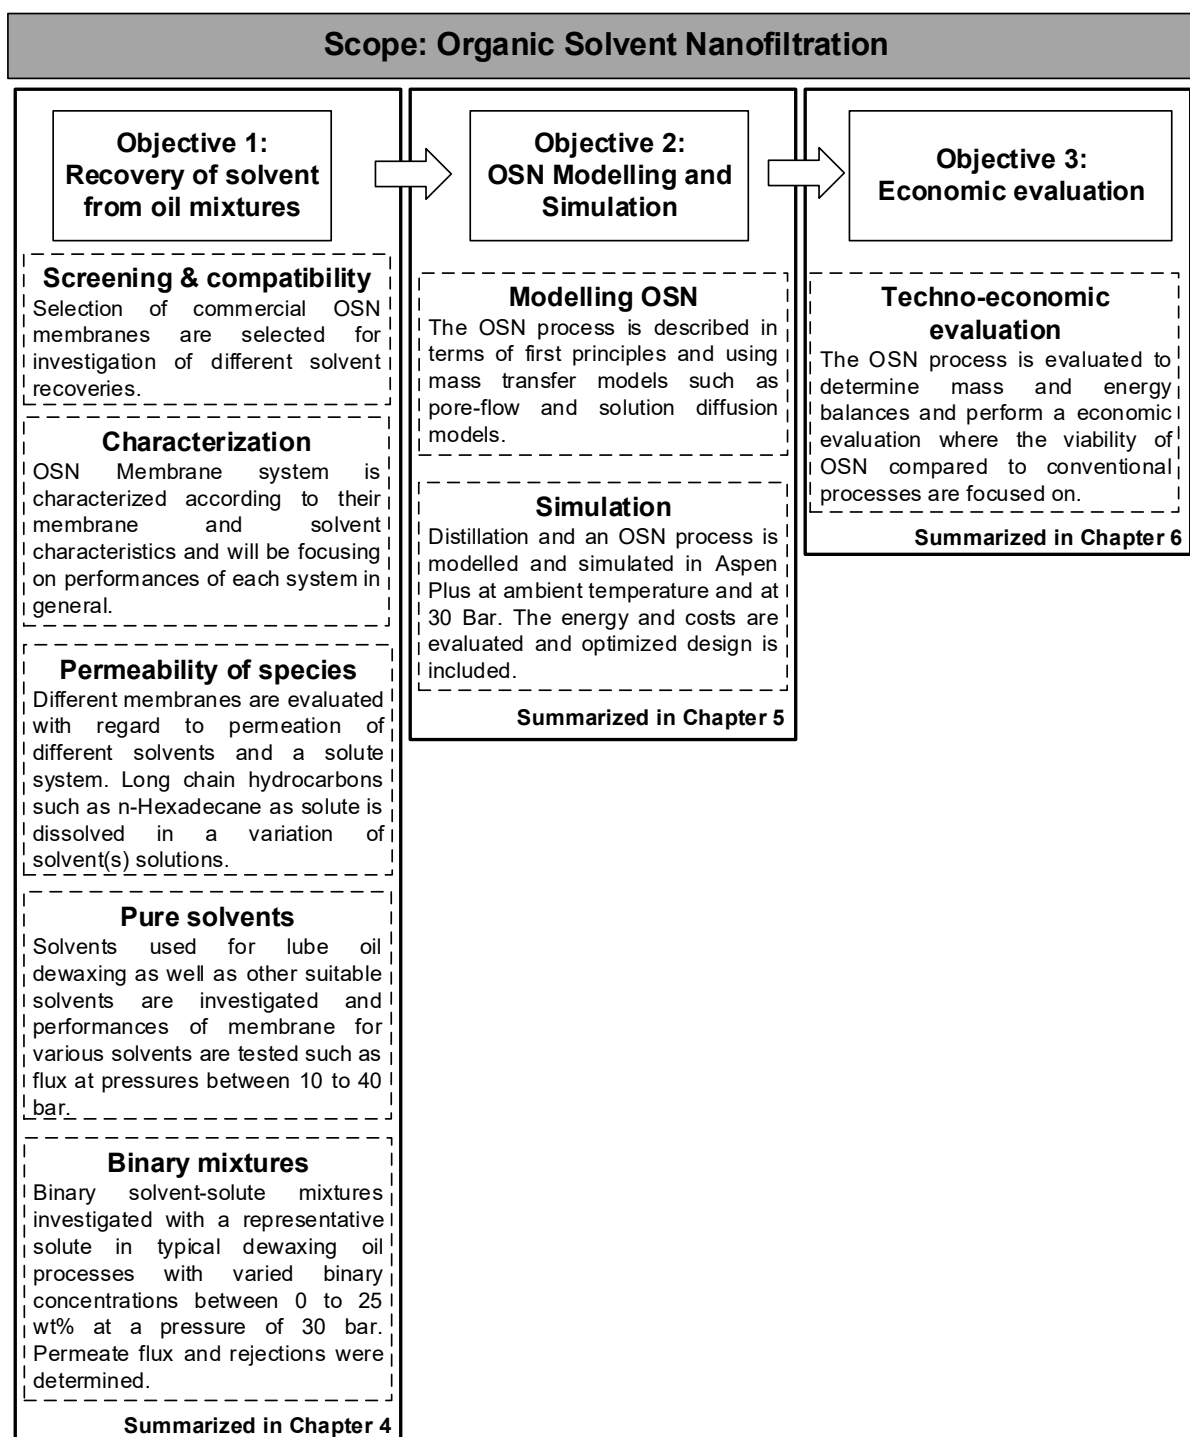 Scope: Organic Solvent Nanofiltration
Objective 1:
Recovery of solvent
from oil mixtures
Screening & compatibility
Selection of commercial OSN
membranes are selected for
investigation of different solvent
recoveries.
Characterization
OSN Membrane system is
characterized according to their
membrane and solvent
characteristics and will be focusing
on performances of each system in
general.
Permeability of species
Different membranes are evaluated
with regard to permeation of
different solvents and a solute
system. Long chain hydrocarbons
such as n-Hexadecane as solute is
dissolved in a variation of
solvent(s) solutions.
Pure solvents
Solvents used for lube oil
dewaxing as well as other suitable
solvents are investigated and
performances of membrane for
various solvents are tested such as
flux at pressures between 10 to 40
bar.
Binary mixtures
Binary solvent-solute mixtures
investigated with a representative
solute in typical dewaxing oil
processes with varied binary
concentrations between 0 to 25
wt% at a pressure of 30 bar.
Permeate flux and rejections were
determined.
Summarized in Chapter 4
Objective 2:
OSN Modelling and
Simulation
Modelling OSN
The OSN process is described in
terms of first principles and using
mass transfer models such as
pore-flow and solution diffusion
models.
Simulation
Distillation and an OSN process is
modelled and simulated in Aspen
Plus at ambient temperature and at
30 Bar. The energy and costs are
evaluated and optimized design is
included.
Summarized in Chapter 5
Objective 3:
Economic evaluation
Techno-economic
evaluation
The OSN process is evaluated to
determine mass and energy
balances and perform a economic
evaluation where the viability of
OSN compared to conventional
processes are focused on.
Summarized in Chapter 6